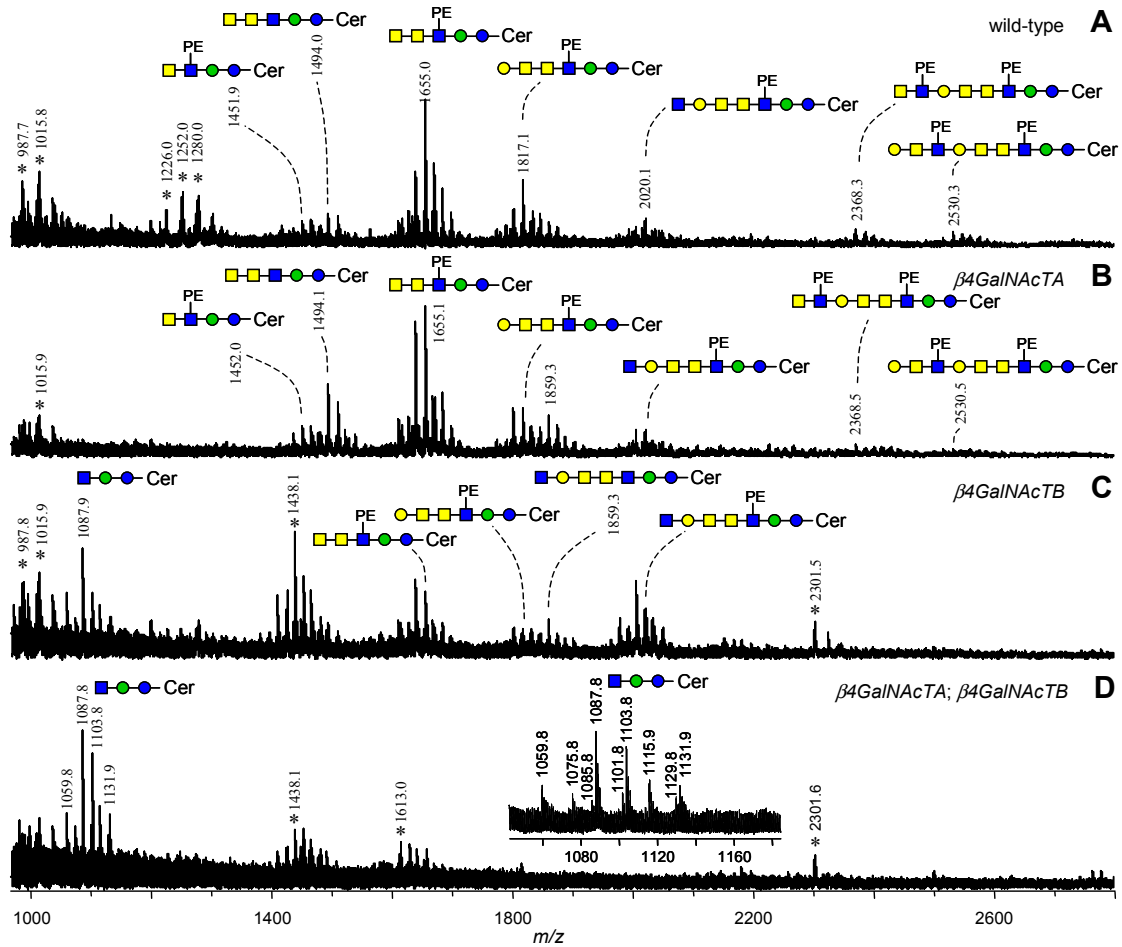 A
wild-type
Cer
PE
Cer
PE
Cer
PE
Cer
PE
Cer
PE PE
Cer
PE PE
Cer
* 987.7
* 1015.8
* 1226.0
* 1252.0
* 1280.0
1451.9
1494.0
1655.0
1817.1
2020.1
2368.3
2530.3
B
β4GalNAcTA
Cer
PE
Cer
PE
Cer
PE
Cer
PE
Cer
PE PE
Cer
PE PE
Cer
* 1015.9
1452.0
1494.1
1655.1
1859.3
2368.5
2530.5
C
β4GalNAcTB
Cer
PE
Cer
PE
Cer
Cer
PE
Cer
* 987.8
* 1015.9
1087.9
* 1438.1
1859.3
* 2301.5
D
β4GalNAcTA; β4GalNAcTB
Cer
Cer
1059.8
1087.8
1103.8
1131.9
* 1438.1
* 1613.0
* 2301.6
1059.8
1075.8
1085.8
1087.8
1101.8
1103.8
1115.9
1129.8
1131.9
1080 1120 1160
1000 1400 1800 2200 2600
m/z